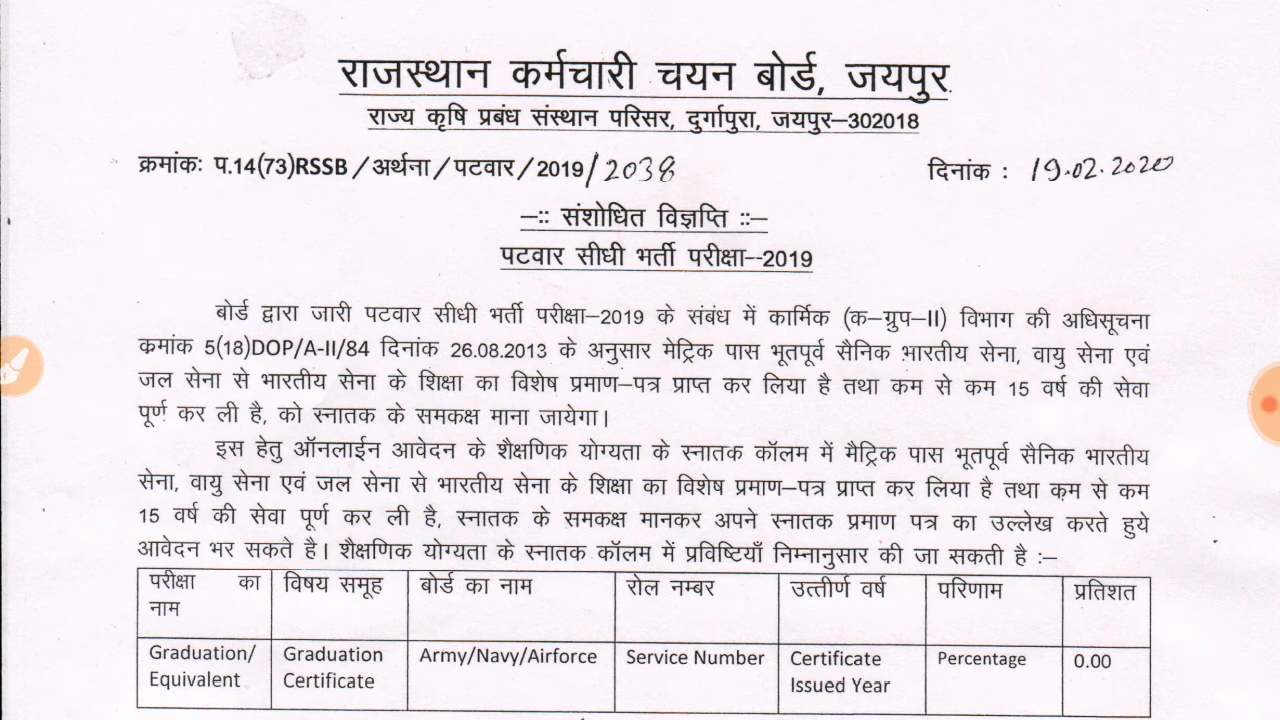 राजस्थान कर्मचारी चयन बोर्ड, जयपुर
राज्य कृषि प्रबंध संस्थान परिसर, दुर्गापुरा, जयपुर–302018
क्रमांकः प.14(73)RSSB/अर्थना/पटवार/2019/2038 दिनांक : 19.02.2020
–:: संशोधित विज्ञप्ति ::–
पटवार सीधी भर्ती परीक्षा--2019
बोर्ड द्वारा जारी पटवार सीधी भर्ती परीक्षा–2019 के संबंध में कार्मिक (क–ग्रुप–II) विभाग की अधिसूचना
क्रमांक 5(18)DOP/A-II/84 दिनांक 26.08.2013 के अनुसार मेट्रिक पास भूतपूर्व सैनिक भारतीय सेना, वायु सेना एवं
जल सेना से भारतीय सेना के शिक्षा का विशेष प्रमाण–पत्र प्राप्त कर लिया है तथा कम से कम 15 वर्ष की सेवा
पूर्ण कर ली है, को स्नातक के समकक्ष माना जायेगा।
इस हेतु ऑनलाईन आवेदन के शैक्षणिक योग्यता के स्नातक कॉलम में मैट्रिक पास भूतपूर्व सैनिक भारतीय
सेना, वायु सेना एवं जल सेना से भारतीय सेना के शिक्षा का विशेष प्रमाण–पत्र प्राप्त कर लिया है तथा कम से कम
15 वर्ष की सेवा पूर्ण कर ली है, स्नातक के समकक्ष मानकर अपने स्नातक प्रमाण पत्र का उल्लेख करते हुये
आवेदन भर सकते है। शैक्षणिक योग्यता के स्नातक कॉलम में प्रविष्टियाँ निम्नानुसार की जा सकती है :–
परीक्षा का नाम विषय समूह बोर्ड का नाम रोल नम्बर उत्तीर्ण वर्ष परिणाम प्रतिशत
Graduation/ Equivalent Graduation Certificate Army/Navy/Airforce Service Number Certificate Issued Year Percentage 0.00